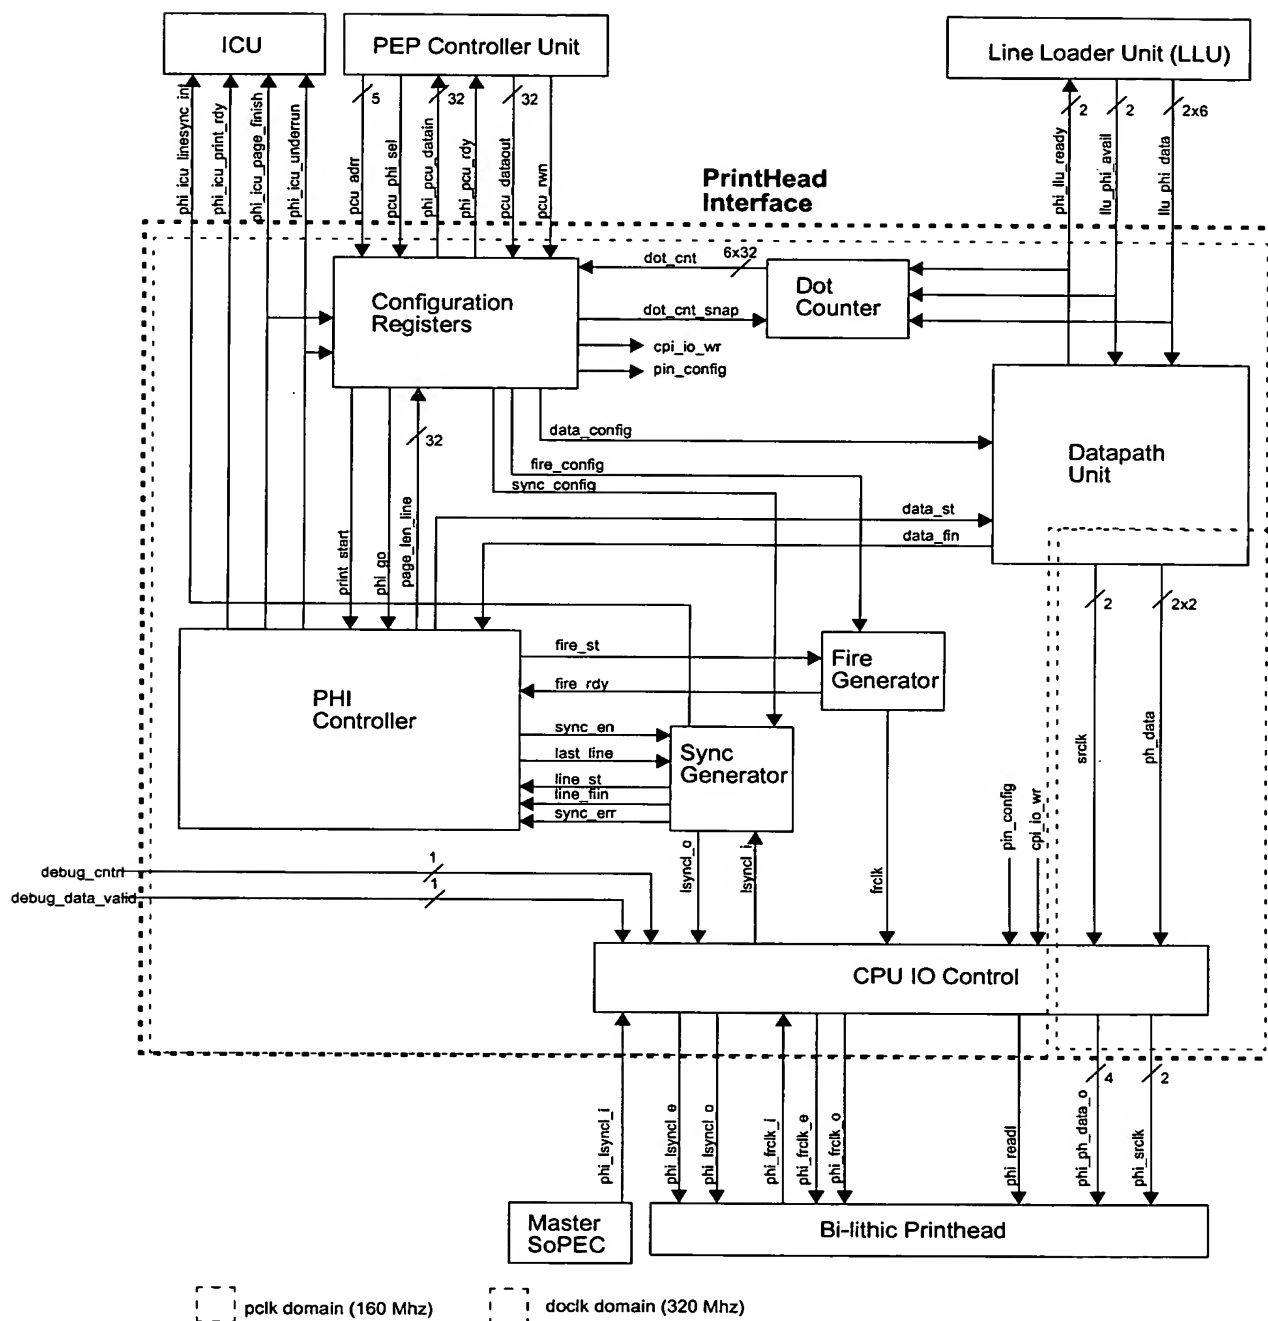 ICU
PEP Controller Unit
Line Loader Unit (LLU)
phi_icu_linesync_int
phi_icu_print_rdy
phi_icu_page_finish
phi_icu_underrun
5
pcu_adrr
pcu_phi_sel
32
phi_pcu_datain
phi_pcu_rdy
32
pcu_dataout
pcu_rwn
2
phi_llu_ready
2
llu_phi_avail
2x6
llu_phi_data
PrintHead
Interface
Configuration
Registers
dot_cnt
6x32
dot_cnt_snap
Dot
Counter
cpi_io_wr
pin_config
32
data_config
fire_config
sync_config
Datapath
Unit
data_st
data_fin
print_start
phi_go
page_len_line
2
2x2
PHI
Controller
fire_st
fire_rdy
Fire
Generator
sync_en
last_line
line_st
line_fiin
sync_err
Sync
Generator
srclk
ph_data
debug_cntrl
1
debug_data_valid
1
lsyncl_o
lsyncl_i
frclk
pin_config
cpi_io_wr
CPU IO Control
phi_lsyncl_i
phi_lsyncl_e
phi_lsyncl_o
phi_frclk_i
phi_frclk_e
phi_frclk_o
phi_readl
4
phi_ph_data_o
2
phi_srclk
Master
SoPEC
Bi-lithic Printhead
pclk domain (160 Mhz)
doclk domain (320 Mhz)